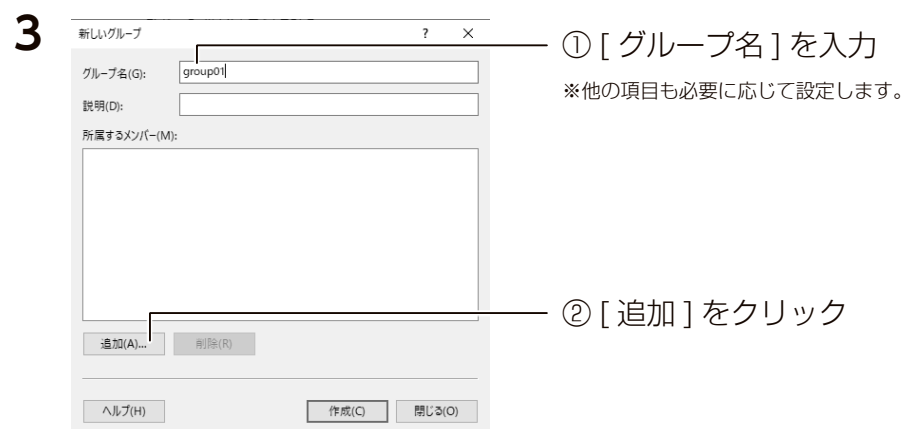 3
新しいグループ ? ×
グループ名(G): group01
説明(D):
所属するメンバー(M):
追加(A)... 削除(R)
ヘルプ(H) 作成(C) 閉じる(O)
① [ グループ名 ] を入力
※他の項目も必要に応じて設定します。
② [ 追加 ] をクリック